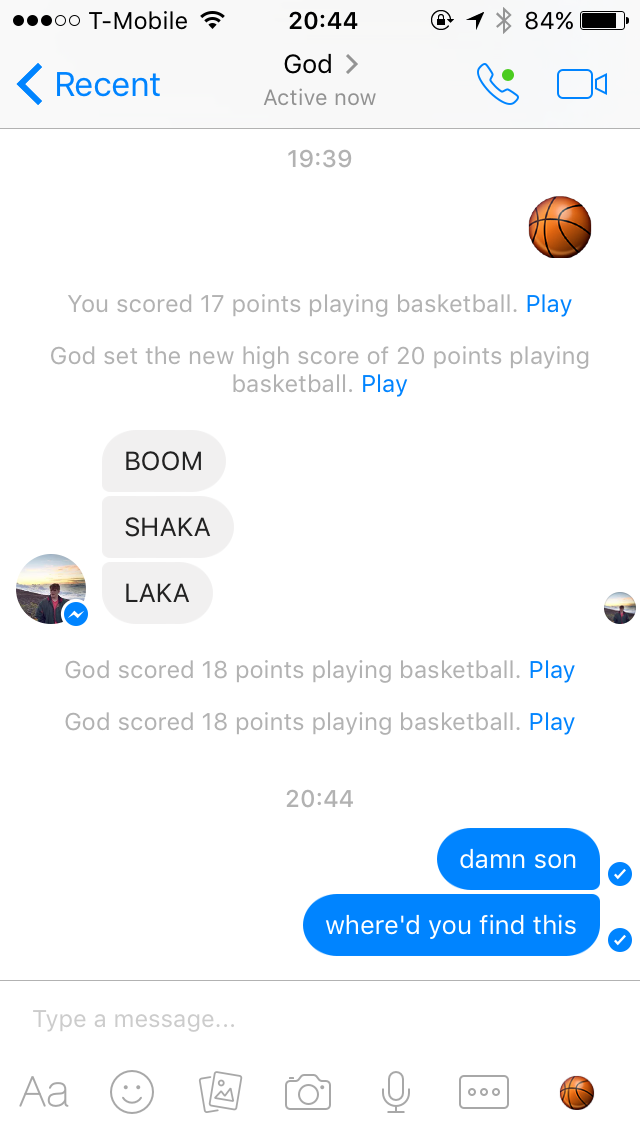 T-Mobile 20:44 84%
Recent
God
Active now
19:39
You scored 17 points playing basketball. Play
God set the new high score of 20 points playing
basketball. Play
BOOM
SHAKA
LAKA
God scored 18 points playing basketball. Play
God scored 18 points playing basketball. Play
20:44
damn son
where'd you find this
Type a message...
Aa